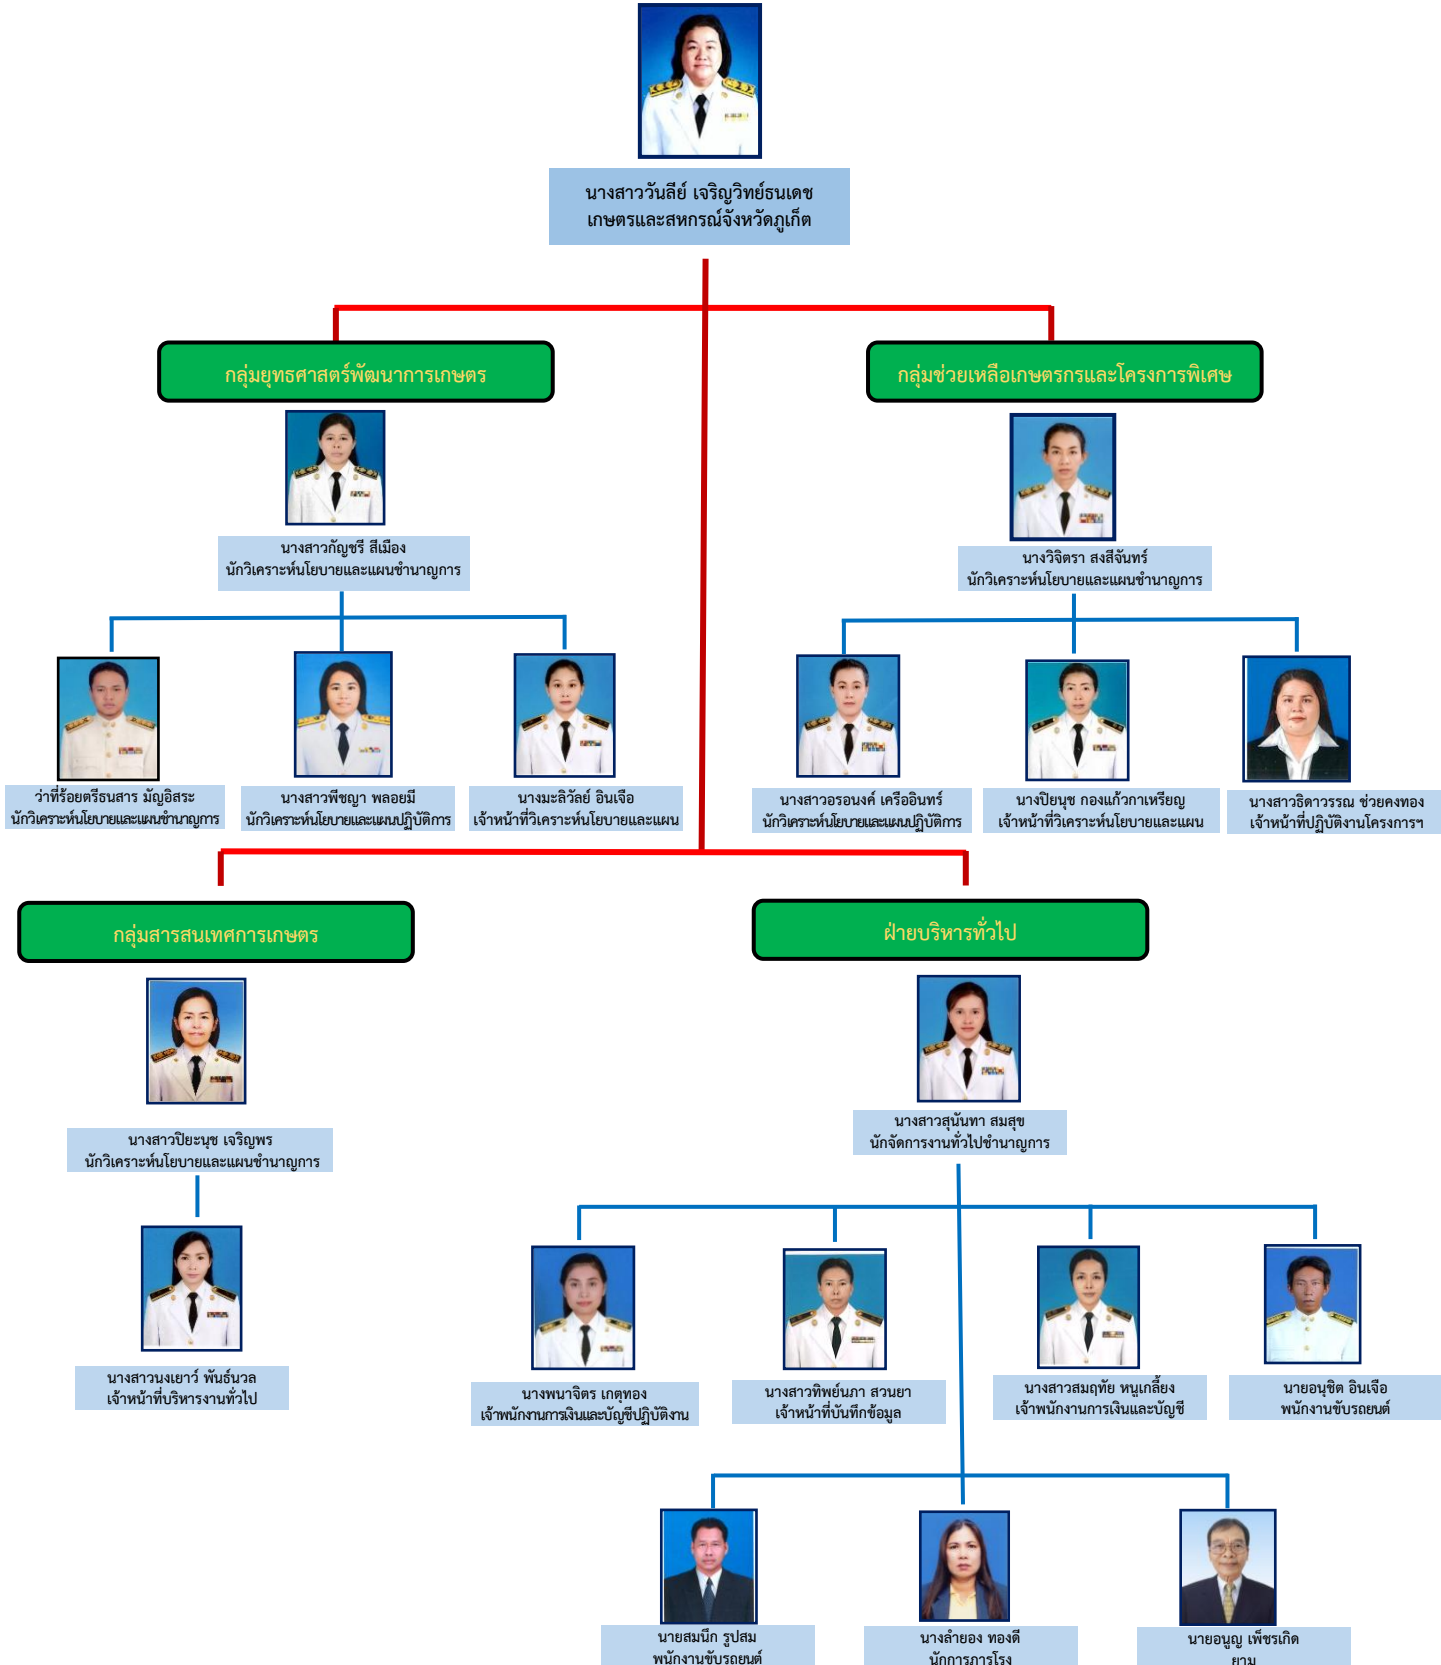 นางสาววันลีย์ เจริญวิทย์ธนเดช
เกษตรและสหกรณ์จังหวัดภูเก็ต
กลุ่มยุทธศาสตร์พัฒนาการเกษตร
กลุ่มช่วยเหลือเกษตรกรและโครงการพิเศษ
นางสาวกัญชรี สีเมือง
นักวิเคราะห์นโยบายและแผนชำนาญการ
นางวิจิตรา สงสีจันทร์
นักวิเคราะห์นโยบายและแผนชำนาญการ
ว่าที่ร้อยตรีธนสาร มัญอิสระ
นักวิเคราะห์นโยบายและแผนชำนาญการ
นางสาวพีชญา พลอยมี
นักวิเคราะห์นโยบายและแผนปฏิบัติการ
นางมะลิวัลย์ อินเจือ
เจ้าหน้าที่วิเคราะห์นโยบายและแผน
นางสาวอรอนงค์ เครืออินทร์
นักวิเคราะห์นโยบายและแผนปฏิบัติการ
นางปิยนุช กองแก้วกาเหรียญ
เจ้าหน้าที่วิเคราะห์นโยบายและแผน
นางสาวธิดาวรรณ ช่วยคงทอง
เจ้าหน้าที่ปฏิบัติงานโครงการฯ
กลุ่มสารสนเทศการเกษตร
ฝ่ายบริหารทั่วไป
นางสาวปิยะนุช เจริญพร
นักวิเคราะห์นโยบายและแผนชำนาญการ
นางสาวสุนันทา สมสุข
นักจัดการงานทั่วไปชำนาญการ
นางสาวนงเยาว์ พันธ์นวล
เจ้าหน้าที่บริหารงานทั่วไป
นางพนาจิตร เกตุทอง
เจ้าพนักงานการเงินและบัญชีปฏิบัติงาน
นางสาวทิพย์นภา สวนยา
เจ้าหน้าที่บันทึกข้อมูล
นางสาวสมฤทัย หนูเกลี้ยง
เจ้าพนักงานการเงินและบัญชี
นายอนุชิต อินเจือ
พนักงานขับรถยนต์
นายสมนึก รูปสม
พนักงานขับรถยนต์
นางลำยอง ทองดี
นักการภารโรง
นายอนูญ เพ็ชรเกิด
ยาม